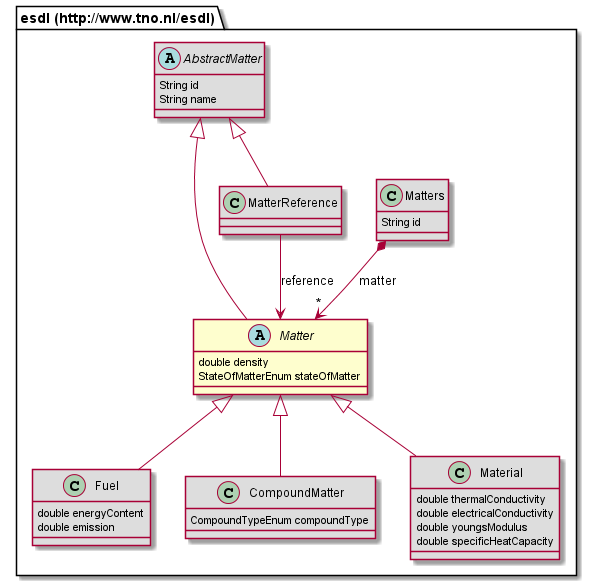 esdl (http://www.tno.nl/esdl)
A AbstractMatter
String id
String name
C MatterReference
C Matters
String id
reference
matter
*
A Matter
double density
StateOfMatterEnum stateOfMatter
C Fuel
double energyContent
double emission
C CompoundMatter
CompoundTypeEnum compoundType
C Material
double thermalConductivity
double electricalConductivity
double youngsModulus
double specificHeatCapacity